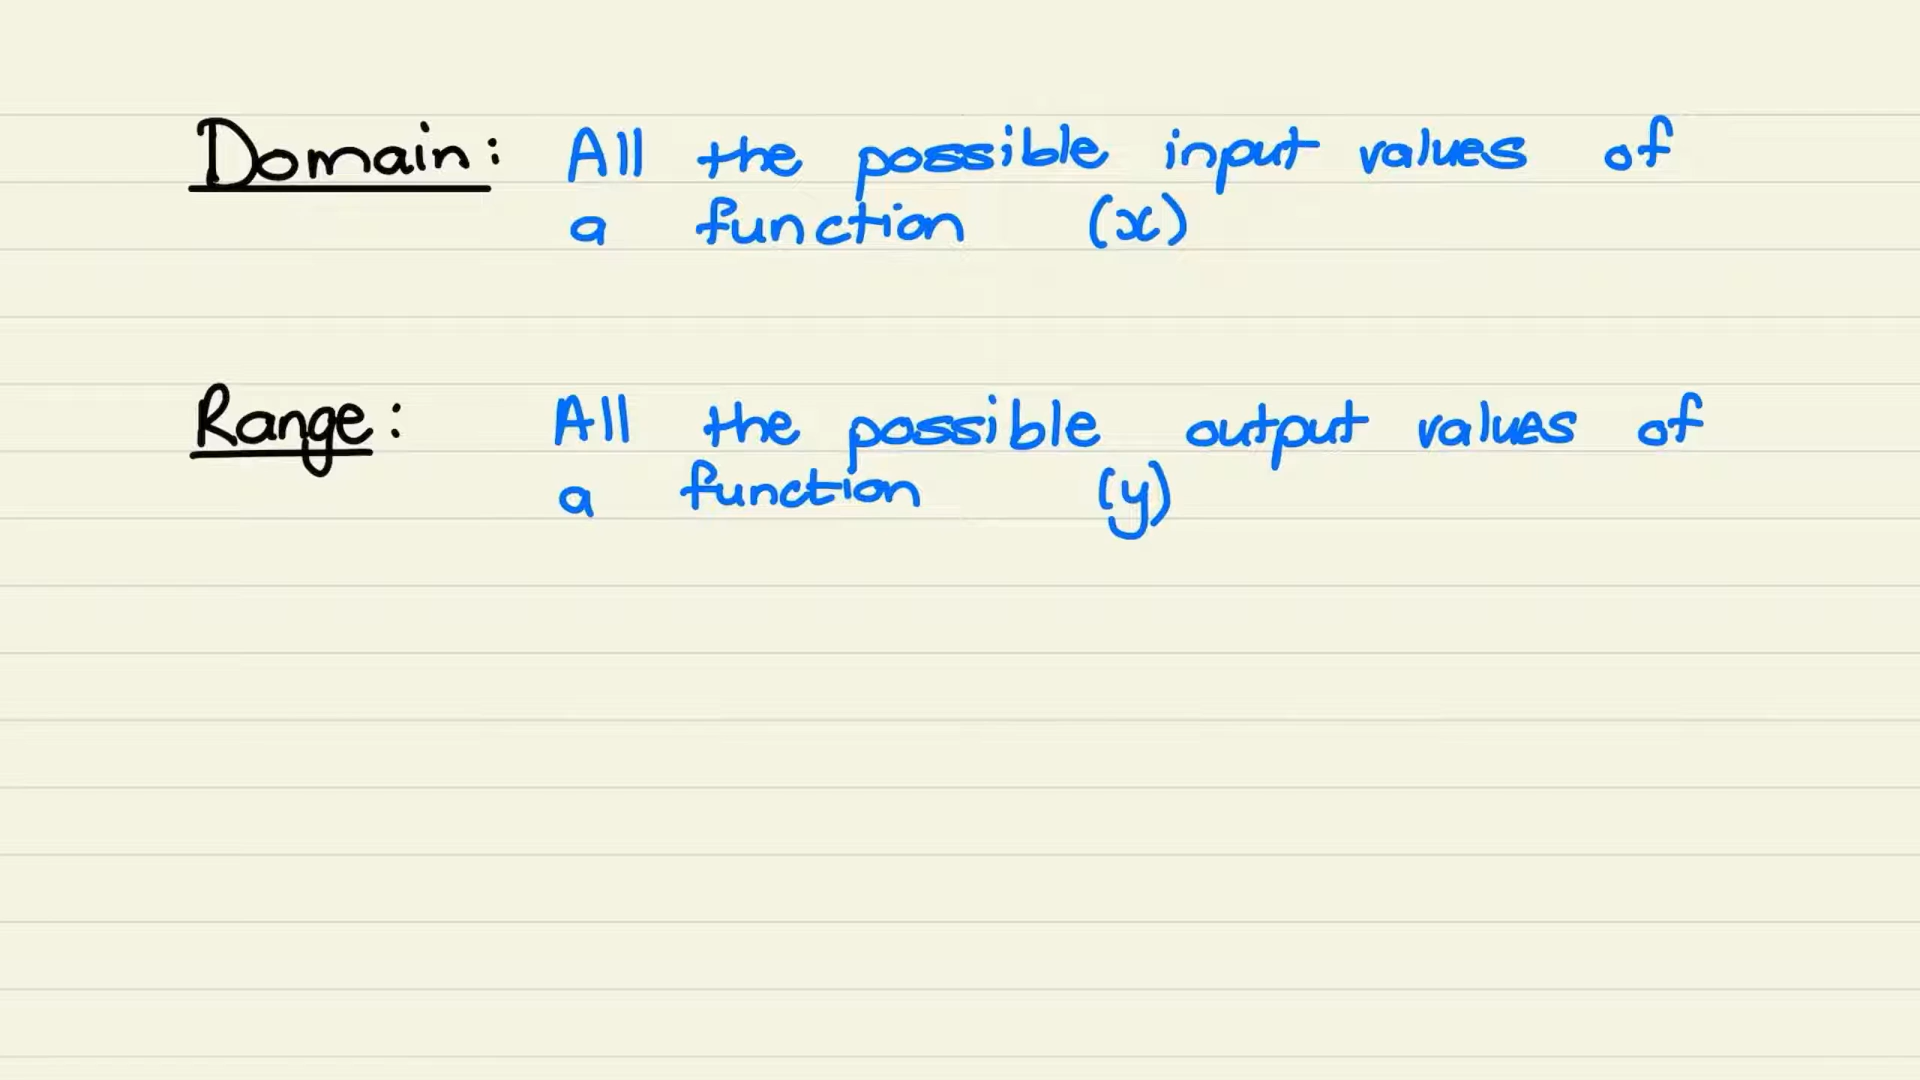 Domain: All the possible input values of
a function (x)
Range: All the possible output values of
a function (y)